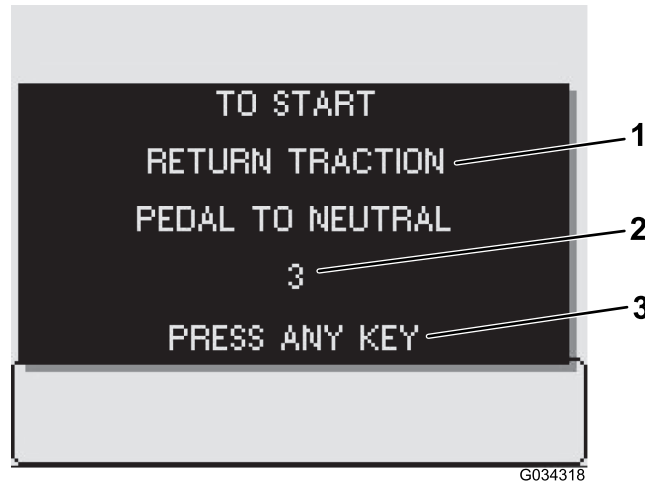 TO START
RETURN TRACTION
1
PEDAL TO NEUTRAL
2
3
3
PRESS ANY KEY
G034318